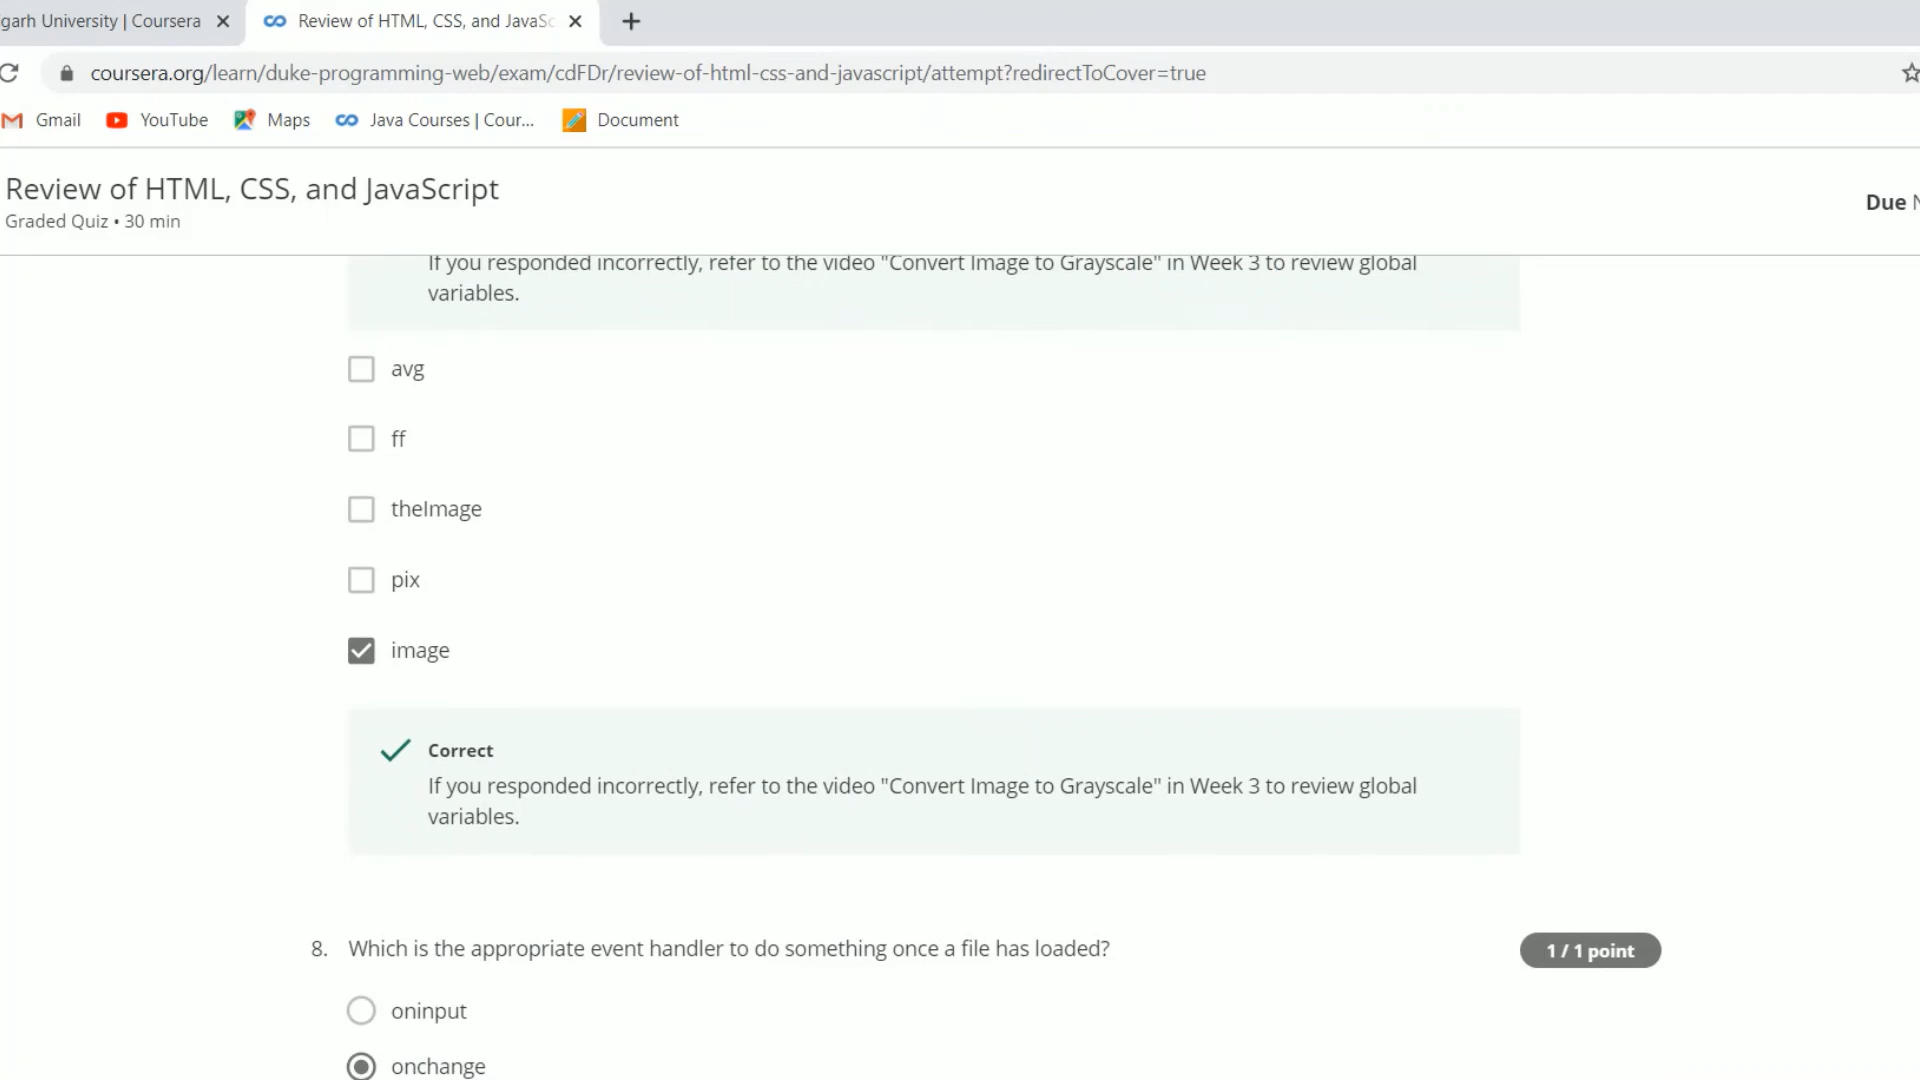 garh University | Coursera
Review of HTML, CSS, and JavaSc
coursera.org/learn/duke-programming-web/exam/cdFDr/review-of-html-css-and-javascript/attempt?redirectToCover=true
Gmail
YouTube
Maps
Java Courses | Cour...
Document
Review of HTML, CSS, and JavaScript
Graded Quiz • 30 min
Due N
If you responded incorrectly, refer to the video "Convert Image to Grayscale" in Week 3 to review global
variables.
avg
ff
theImage
pix
image
Correct
If you responded incorrectly, refer to the video "Convert Image to Grayscale" in Week 3 to review global
variables.
8. Which is the appropriate event handler to do something once a file has loaded?
1 / 1 point
oninput
onchange